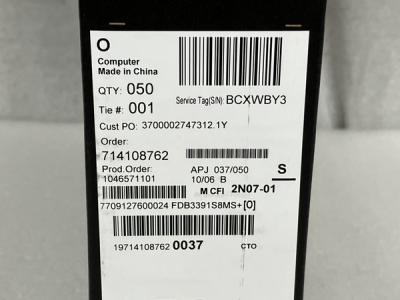 O
Computer
Made in China
QTY: 050
Tie #: 001
Service Tag(S/N): BCXWBY3
Cust PO: 3700002747312.1Y
Order:
714108762
Prod.Order: APJ 037/050 S
1046571101 10/06 B
M CFI 2N07-01
7709127600024 FDB3391S8MS+[0]
19714108762 0037 CTO